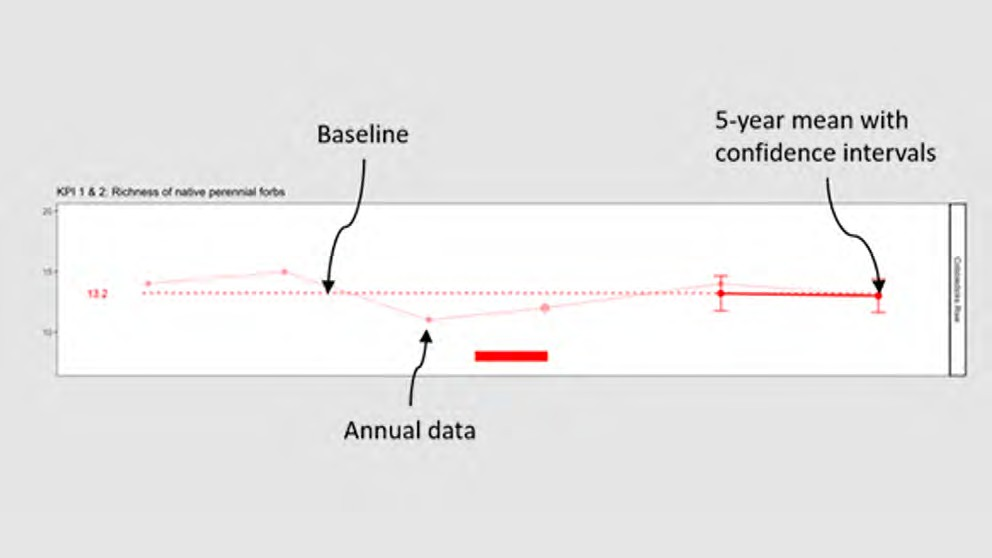 5-year mean with
confidence intervals
Baseline
KPI 1 & 2: Richness of native perennial forbs
20
15
13.2
10
Annual data